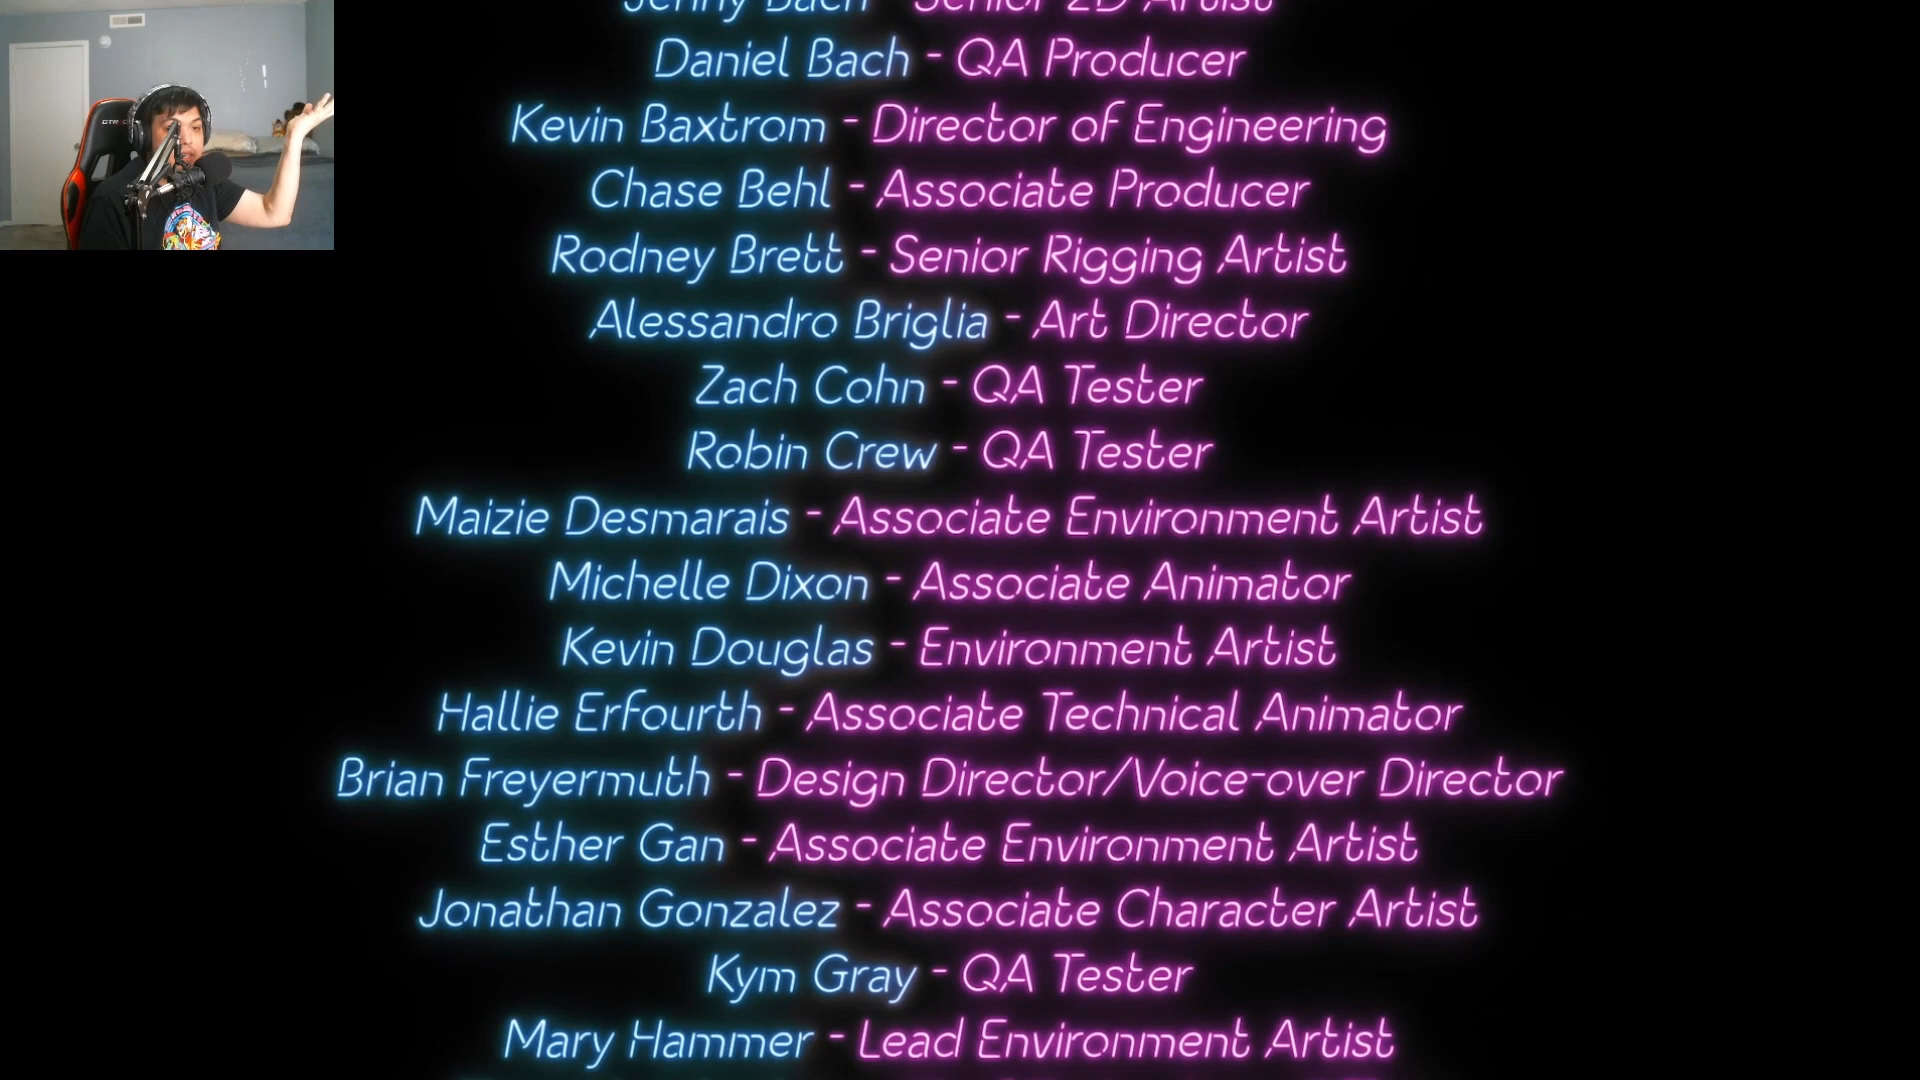 Jenny Bach - Senior 2D Artist
Daniel Bach - QA Producer
Kevin Baxtrom - Director of Engineering
Chase Behl - Associate Producer
Rodney Brett - Senior Rigging Artist
Alessandro Briglia - Art Director
Zach Cohn - QA Tester
Robin Crew - QA Tester
Maizie Desmarais - Associate Environment Artist
Michelle Dixon - Associate Animator
Kevin Douglas - Environment Artist
Hallie Erfourth - Associate Technical Animator
Brian Freyermuth - Design Director/Voice-over Director
Esther Gan - Associate Environment Artist
Jonathan Gonzalez - Associate Character Artist
Kym Gray - QA Tester
Mary Hammer - Lead Environment Artist